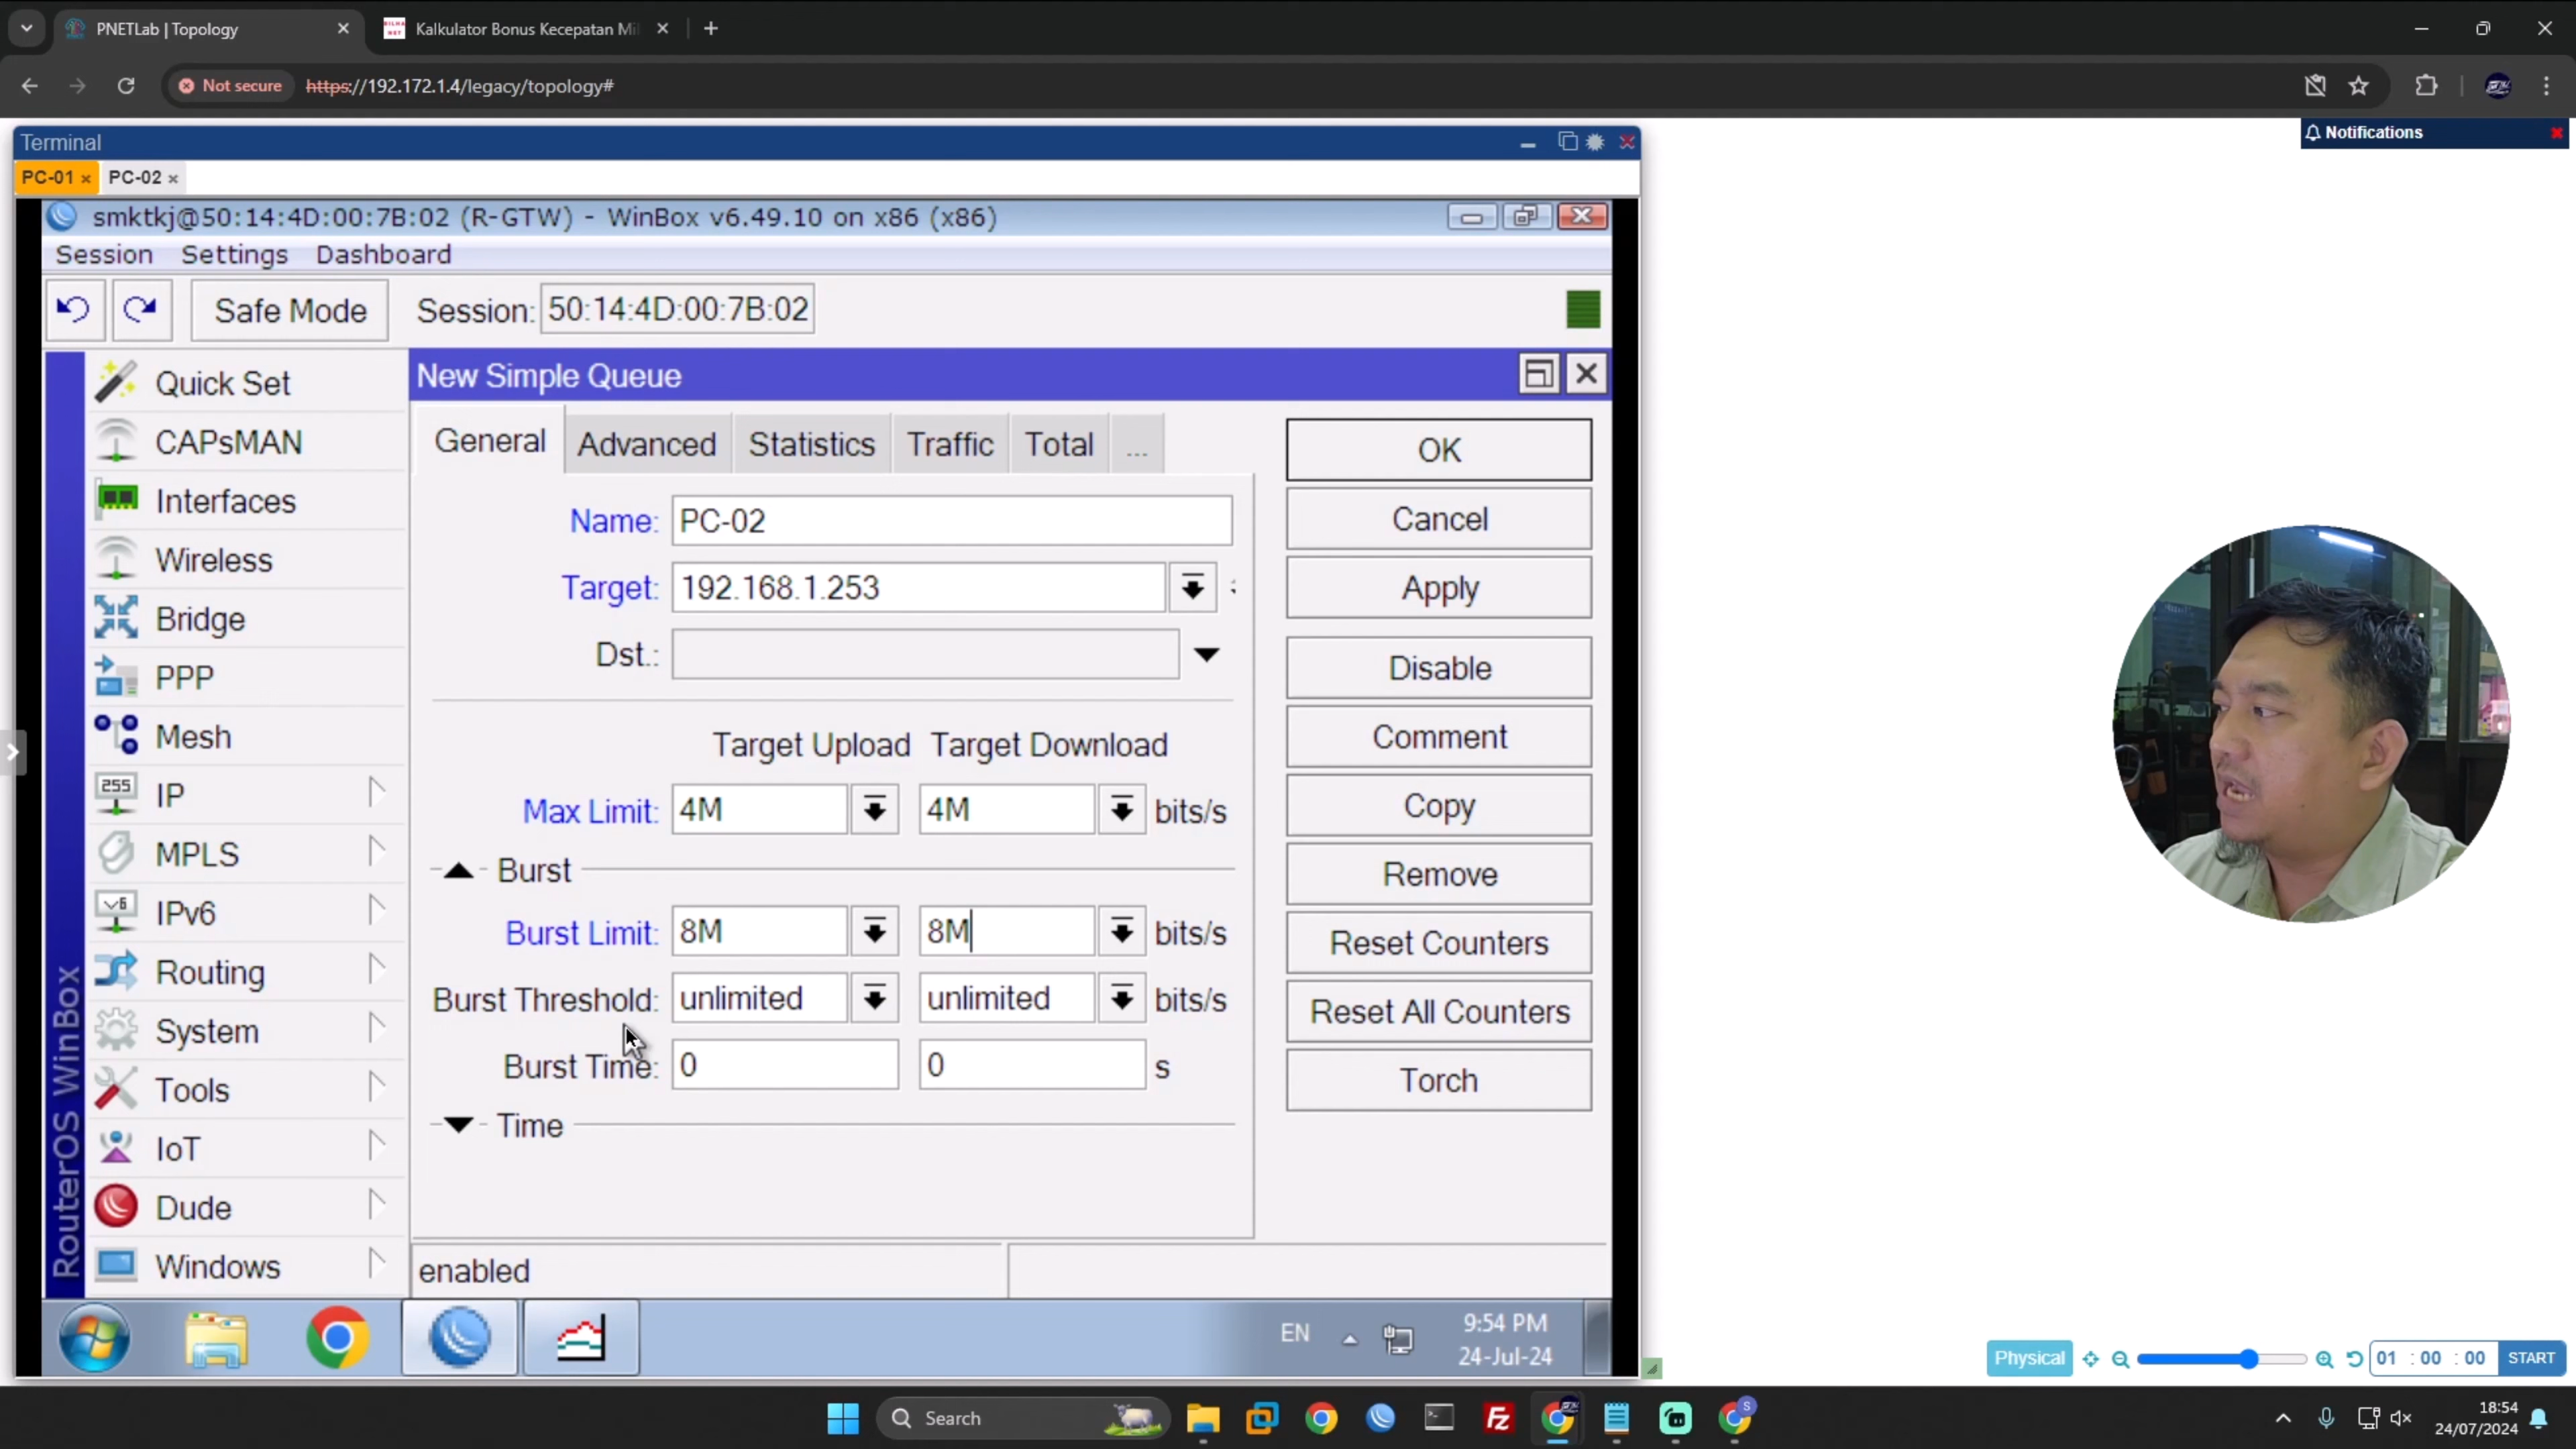 PNETLab | Topology
Kalkulator Bonus Kecepatan Mi
Not secure
https://192.172.1.4/legacy/topology#
Terminal
Notifications
PC-01
PC-02
smktkj@50:14:4D:00:7B:02 (R-GTW) - WinBox v6.49.10 on x86 (x86)
Session Settings Dashboard
Safe Mode
Session: 50:14:4D:00:7B:02
RouterOS WinBox
Quick Set
CAPsMAN
Interfaces
Wireless
Bridge
PPP
Mesh
255
IP
MPLS
v6
IPv6
Routing
System
Tools
IoT
Dude
Windows
New Simple Queue
General Advanced Statistics Traffic Total ...
Name: PC-02
Target: 192.168.1.253
Dst.:
Target Upload Target Download
Max Limit: 4M 4M bits/s
Burst
Burst Limit: 8M 8M bits/s
Burst Threshold: unlimited unlimited bits/s
Burst Time: 0 0 s
Time
enabled
OK
Cancel
Apply
Disable
Comment
Copy
Remove
Reset Counters
Reset All Counters
Torch
EN
9:54 PM
24-Jul-24
Physical
01 : 00 : 00
START
Search
18:54
24/07/2024